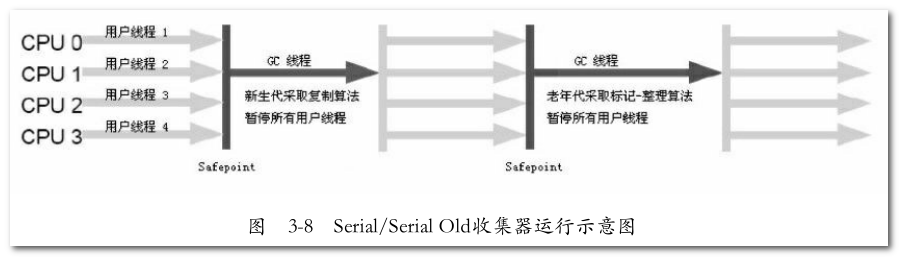 CPU 0 用户线程 1
CPU 1 用户线程 2
CPU 2 用户线程 3
CPU 3 用户线程 4
GC 线程
新生代采取复制算法
暂停所有用户线程
Safepoint
GC 线程
老年代采取标记-整理算法
暂停所有用户线程
Safepoint
图 3-8 Serial/Serial Old收集器运行示意图